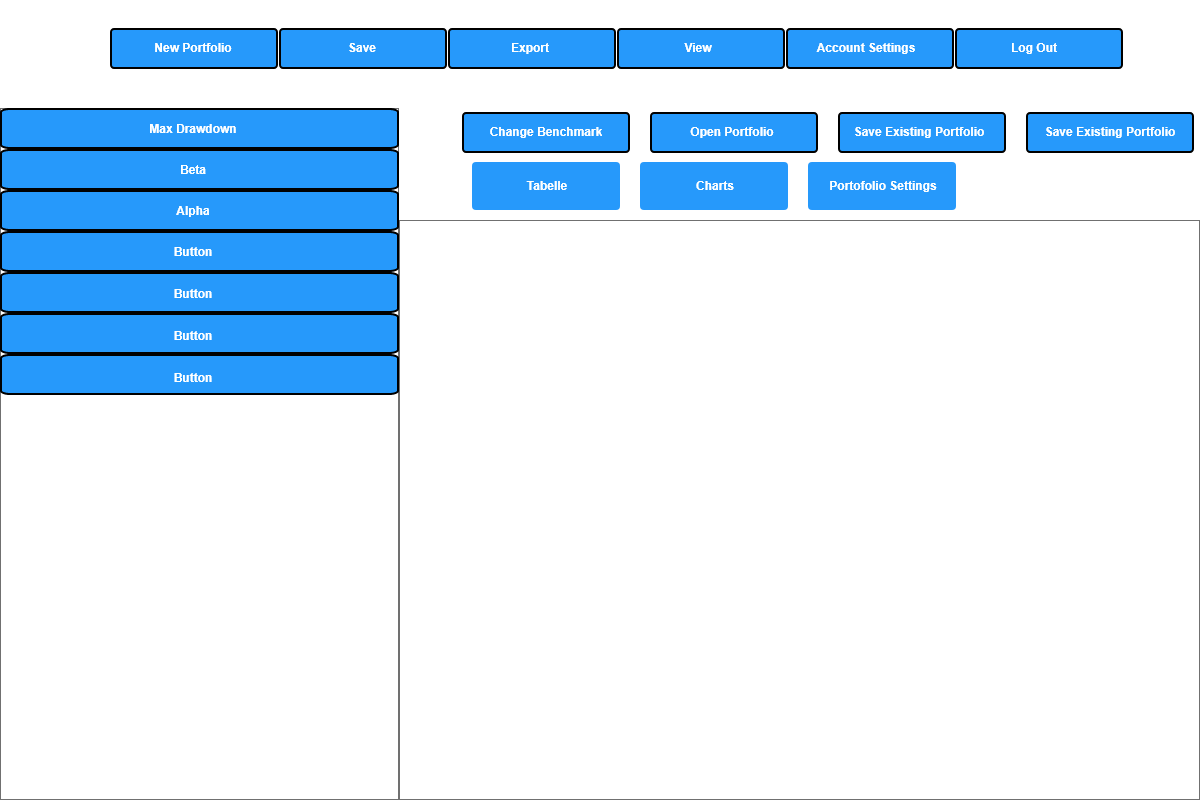 New Portfolio
Save
Export
View
Account Settings
Log Out
Max Drawdown
Beta
Alpha
Button
Button
Button
Button
Change Benchmark
Open Portfolio
Save Existing Portfolio
Save Existing Portfolio
Tabelle
Charts
Portofolio Settings